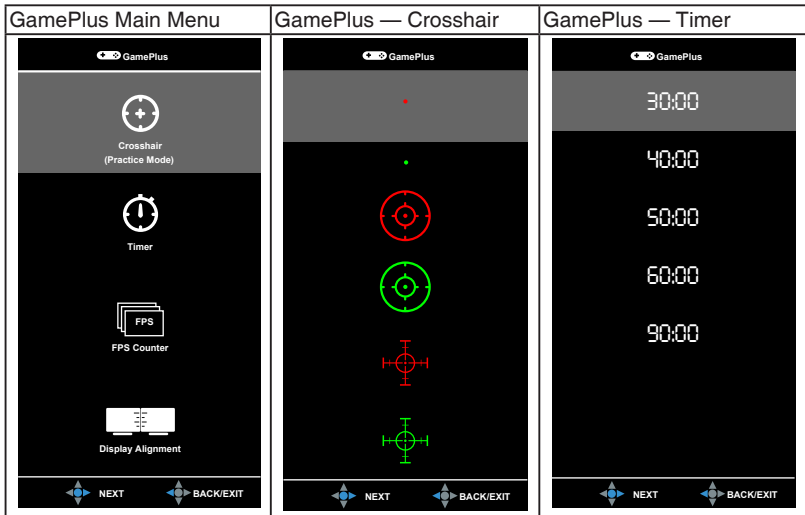 GamePlus Main Menu
GamePlus — Crosshair
GamePlus — Timer
GamePlus
Crosshair
(Practice Mode)
Timer
FPS
FPS Counter
Display Alignment
NEXT BACK/EXIT
GamePlus
NEXT BACK/EXIT
GamePlus
30:00
40:00
50:00
60:00
90:00
NEXT BACK/EXIT